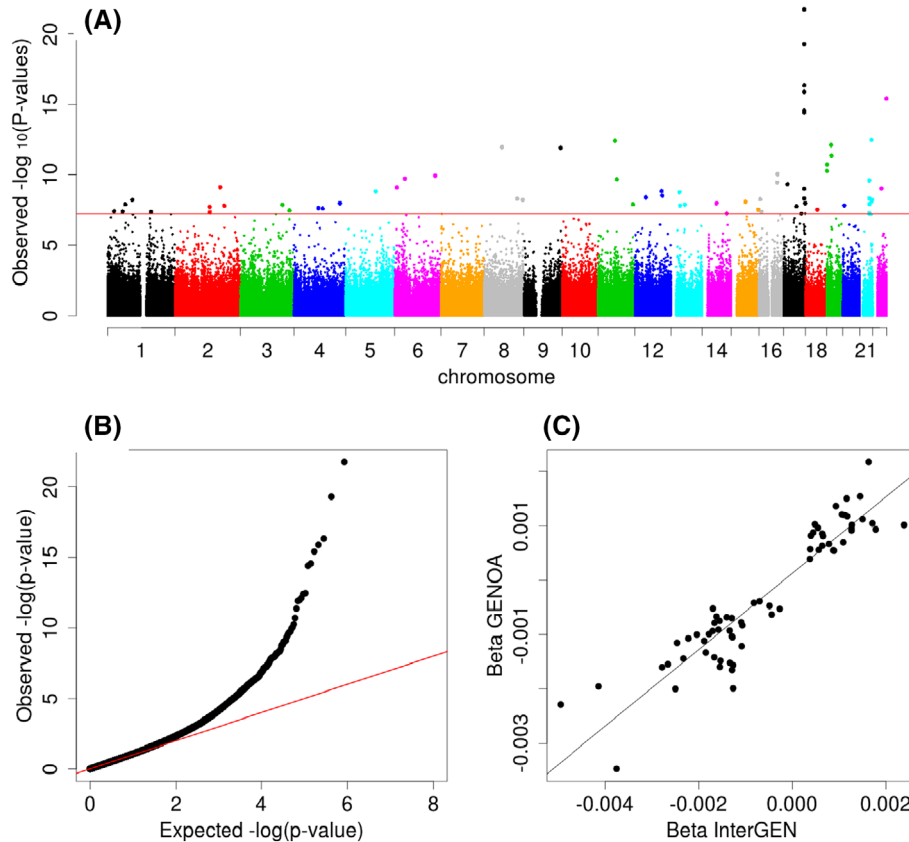 (A)
Observed -log 10(P-values)
20
15
10
5
0
1 2 3 4 5 6 7 8 9 10 12 14 16 18 21
chromosome
(B)
Observed -log(p-value)
20
15
10
5
0
0 2 4 6 8
Expected -log(p-value)
(C)
Beta GENOA
0.001
-0.001
-0.003
-0.004 -0.002 0.000 0.002
Beta InterGEN